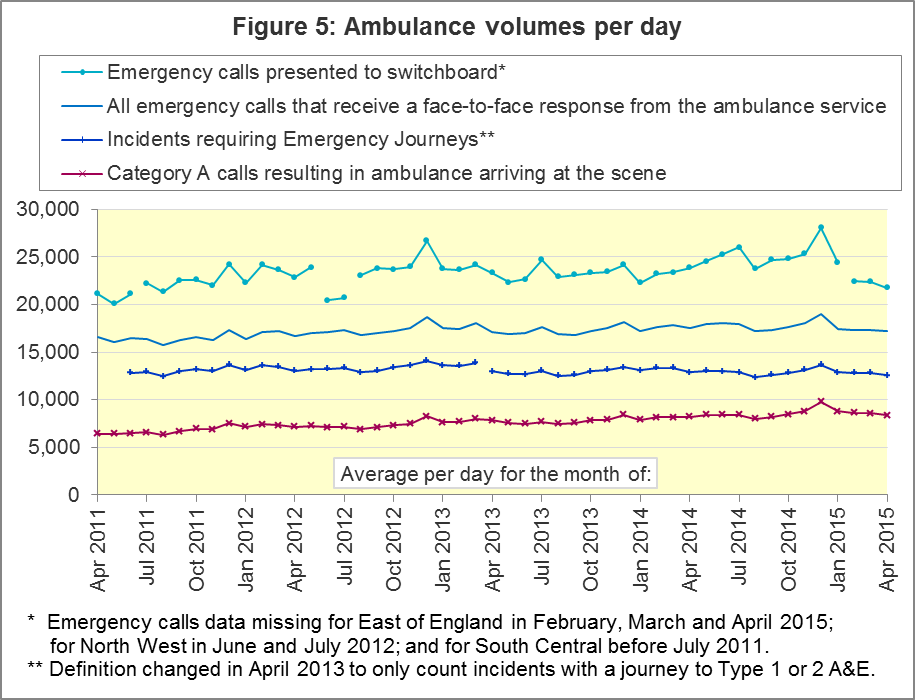 Figure 5: Ambulance volumes per day
Emergency calls presented to switchboard*
All emergency calls that receive a face-to-face response from the ambulance service
Incidents requiring Emergency Journeys**
Category A calls resulting in ambulance arriving at the scene
30,000
25,000
20,000
15,000
10,000
5,000
0
Average per day for the month of:
Apr 2011
Jul 2011
Oct 2011
Jan 2012
Apr 2012
Jul 2012
Oct 2012
Jan 2013
Apr 2013
Jul 2013
Oct 2013
Jan 2014
Apr 2014
Jul 2014
Oct 2014
Jan 2015
Apr 2015
* Emergency calls data missing for East of England in February, March and April 2015;
for North West in June and July 2012; and for South Central before July 2011.
** Definition changed in April 2013 to only count incidents with a journey to Type 1 or 2 A&E.